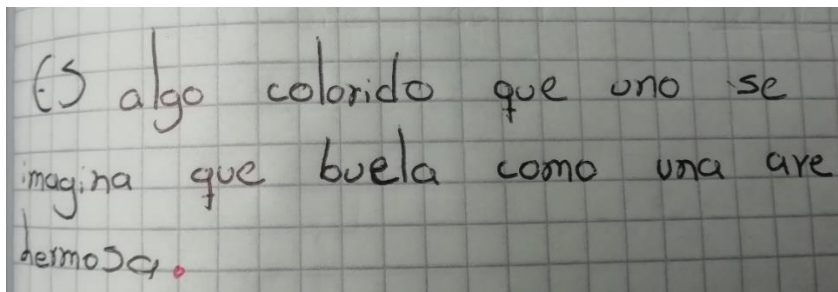 Es algo colorido que uno se
imagina que buela como una ave
hermosa.